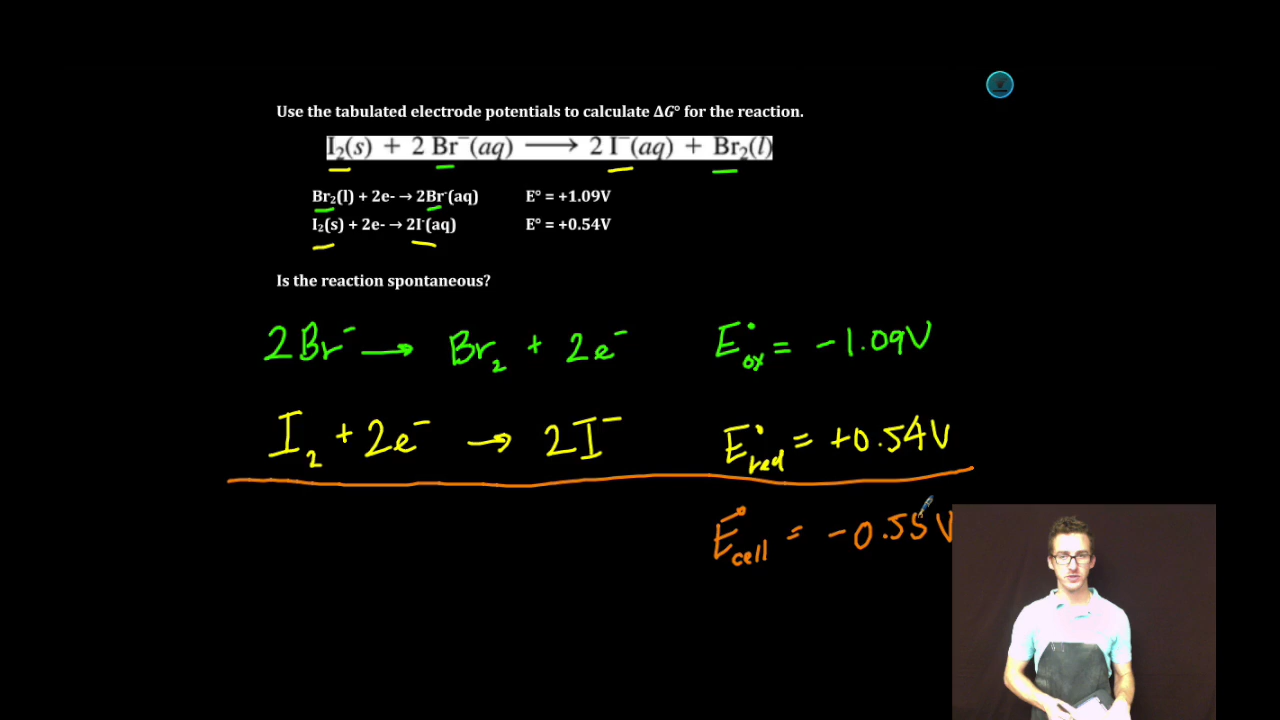 Use the tabulated electrode potentials to calculate ΔG° for the reaction.
I₂(s) + 2 Br⁻(aq) ⟶ 2 I⁻(aq) + Br₂(l)
Br₂(l) + 2e- → 2Br⁻(aq) E° = +1.09V
I₂(s) + 2e- → 2I⁻(aq) E° = +0.54V
Is the reaction spontaneous?
2Br⁻ → Br₂ + 2e⁻ E°ox = -1.09V
I₂ + 2e⁻ → 2I⁻ E°red = +0.54V
E°cell = -0.55V